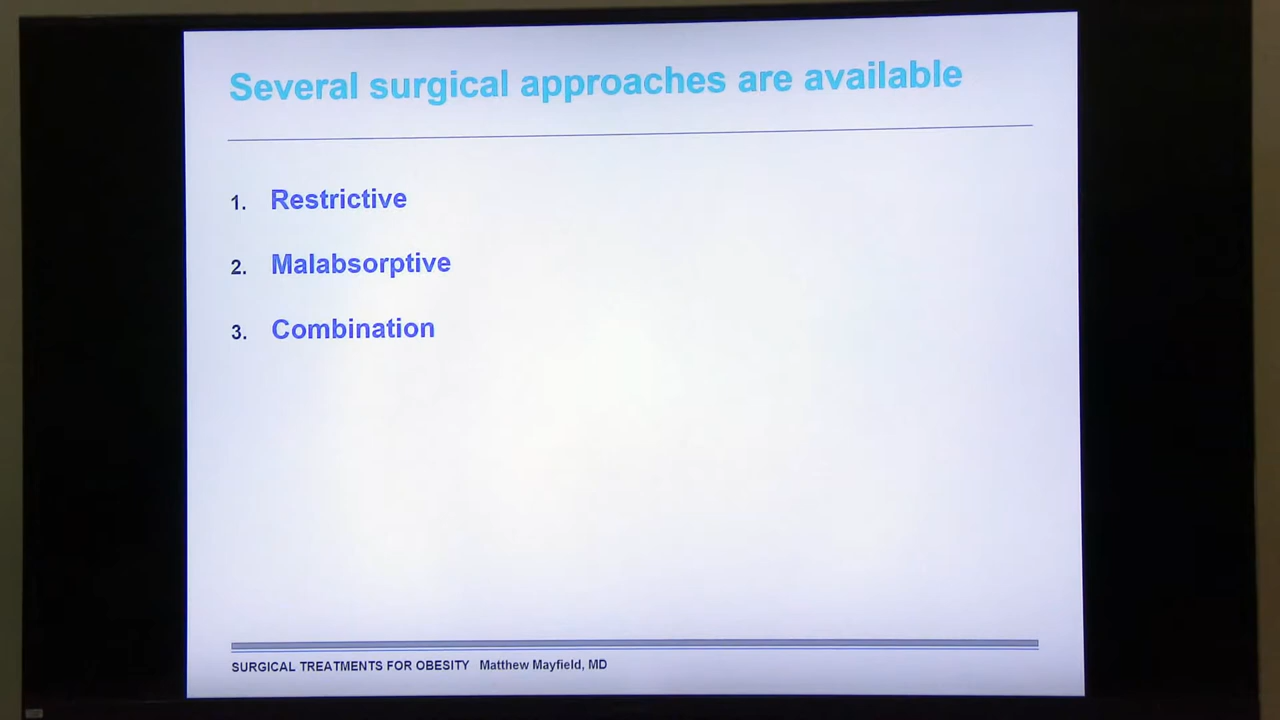 Several surgical approaches are available
1. Restrictive
2. Malabsorptive
3. Combination
SURGICAL TREATMENTS FOR OBESITY Matthew Mayfield, MD